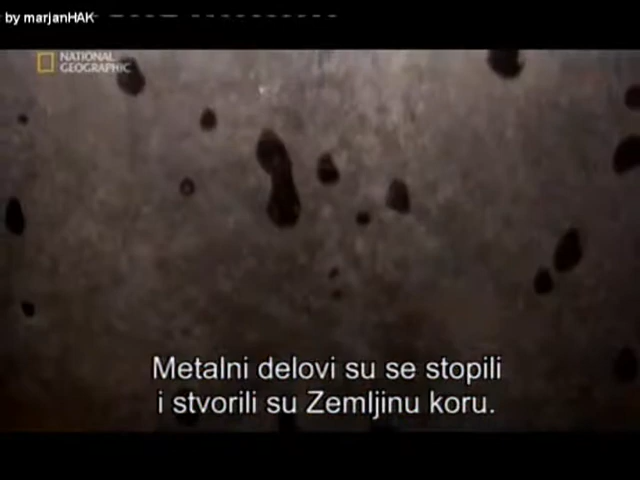 by marjanHAK
NATIONAL
GEOGRAPHIC
Metalni delovi su se stopili
i stvorili su Zemljinu koru.